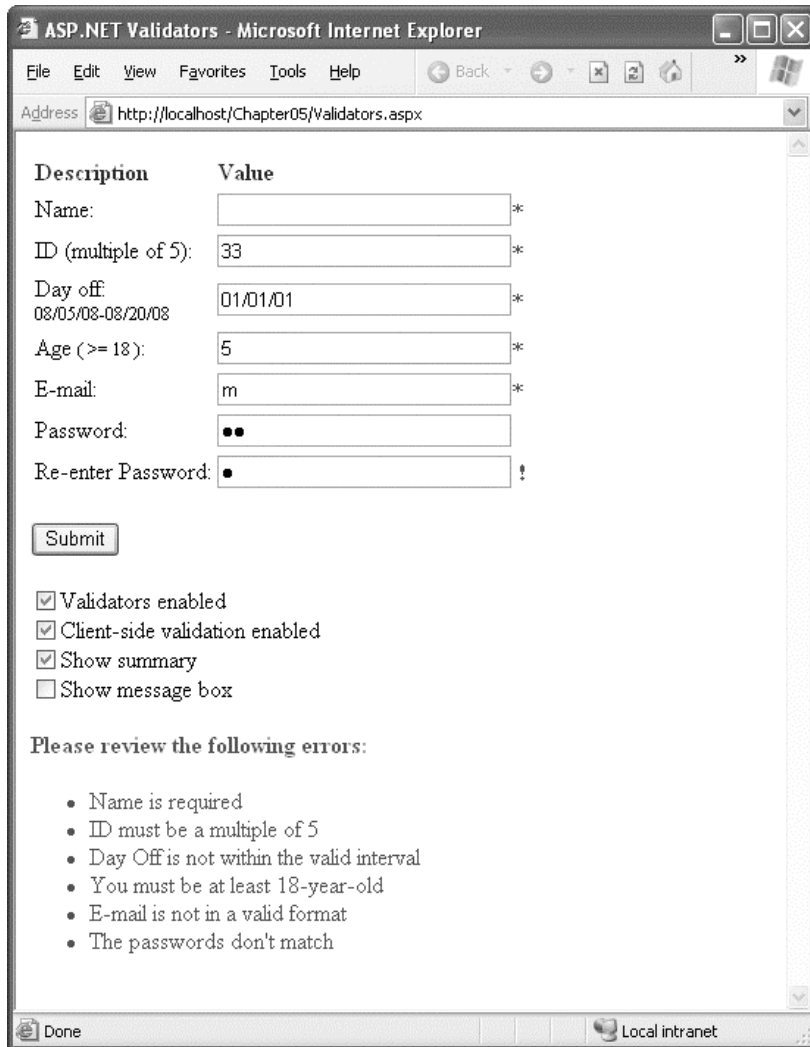 ASP.NET Validators - Microsoft Internet Explorer
File Edit View Favorites Tools Help Back »
Address http://localhost/Chapter05/Validators.aspx
Description Value
Name: *
ID (multiple of 5): 33 *
Day off: 01/01/01 *
08/05/08-08/20/08
Age ( >= 18 ): 5 *
E-mail: m *
Password: ●●
Re-enter Password: ● !
Submit
Validators enabled
Client-side validation enabled
Show summary
Show message box
Please review the following errors:
• Name is required
• ID must be a multiple of 5
• Day Off is not within the valid interval
• You must be at least 18-year-old
• E-mail is not in a valid format
• The passwords don't match
Done Local intranet